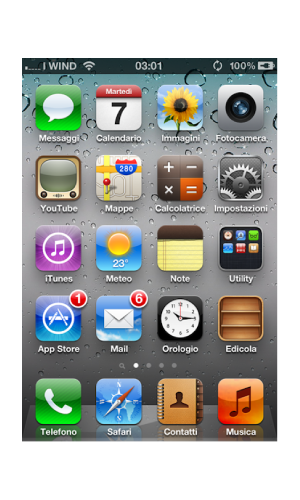 I WIND 03:01 100%
Martedì
7
Messaggi Calendario Immagini Fotocamera
280
YouTube Mappe Calcolatrice Impostazioni
23°
iTunes Meteo Note Utility
1 6
App Store Mail Orologio Edicola
Telefono Safari Contatti Musica